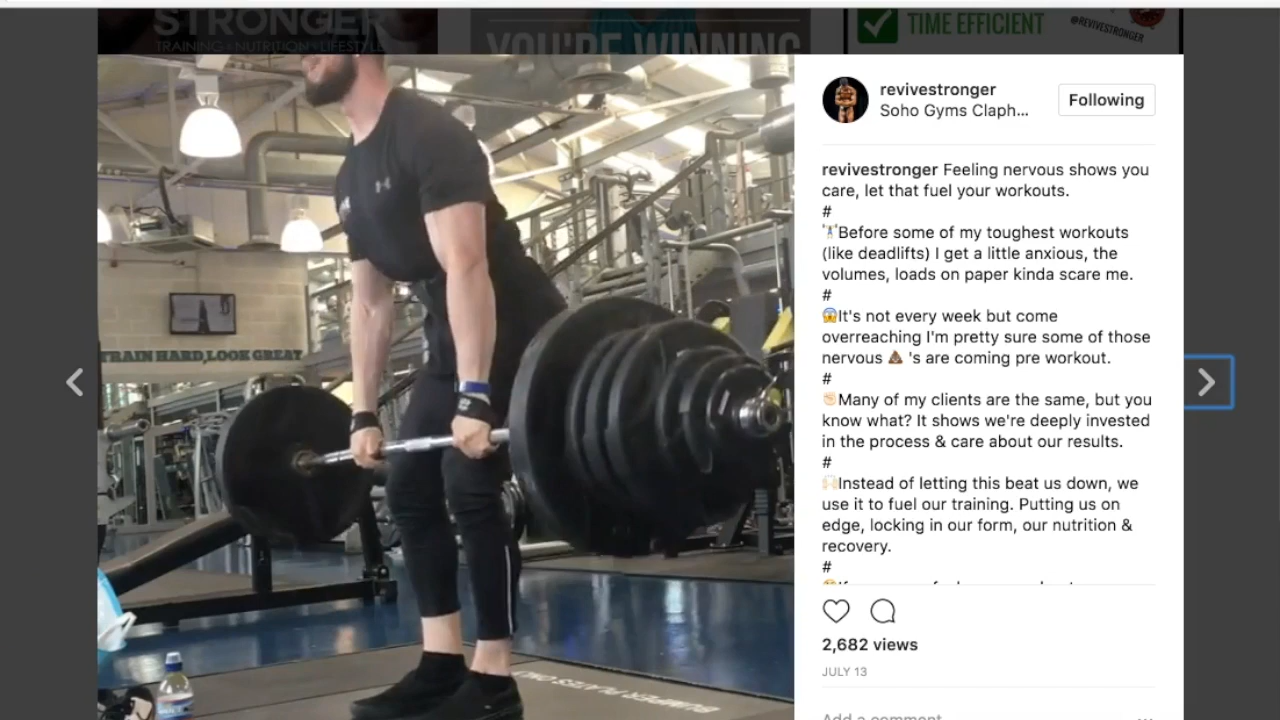 STRONGER
TRAINING • NUTRITION • LIFESTYLE
YOU'RE WINNING
TIME EFFICIENT
@REVIVESTRONGER
revivestronger
Following
Soho Gyms Claph...
TRAIN HARD, LOOK GREAT
revivestronger Feeling nervous shows you
care, let that fuel your workouts.
#
🏋Before some of my toughest workouts
(like deadlifts) I get a little anxious, the
volumes, loads on paper kinda scare me.
#
😱It's not every week but come
overreaching I'm pretty sure some of those
nervous 💩 's are coming pre workout.
#
👊🏻Many of my clients are the same, but you
know what? It shows we're deeply invested
in the process & care about our results.
#
🙌🏻Instead of letting this beat us down, we
use it to fuel our training. Putting us on
edge, locking in our form, our nutrition &
recovery.
#
2,682 views
JULY 13
Add a comment...
BUMPER PLATES ONLY